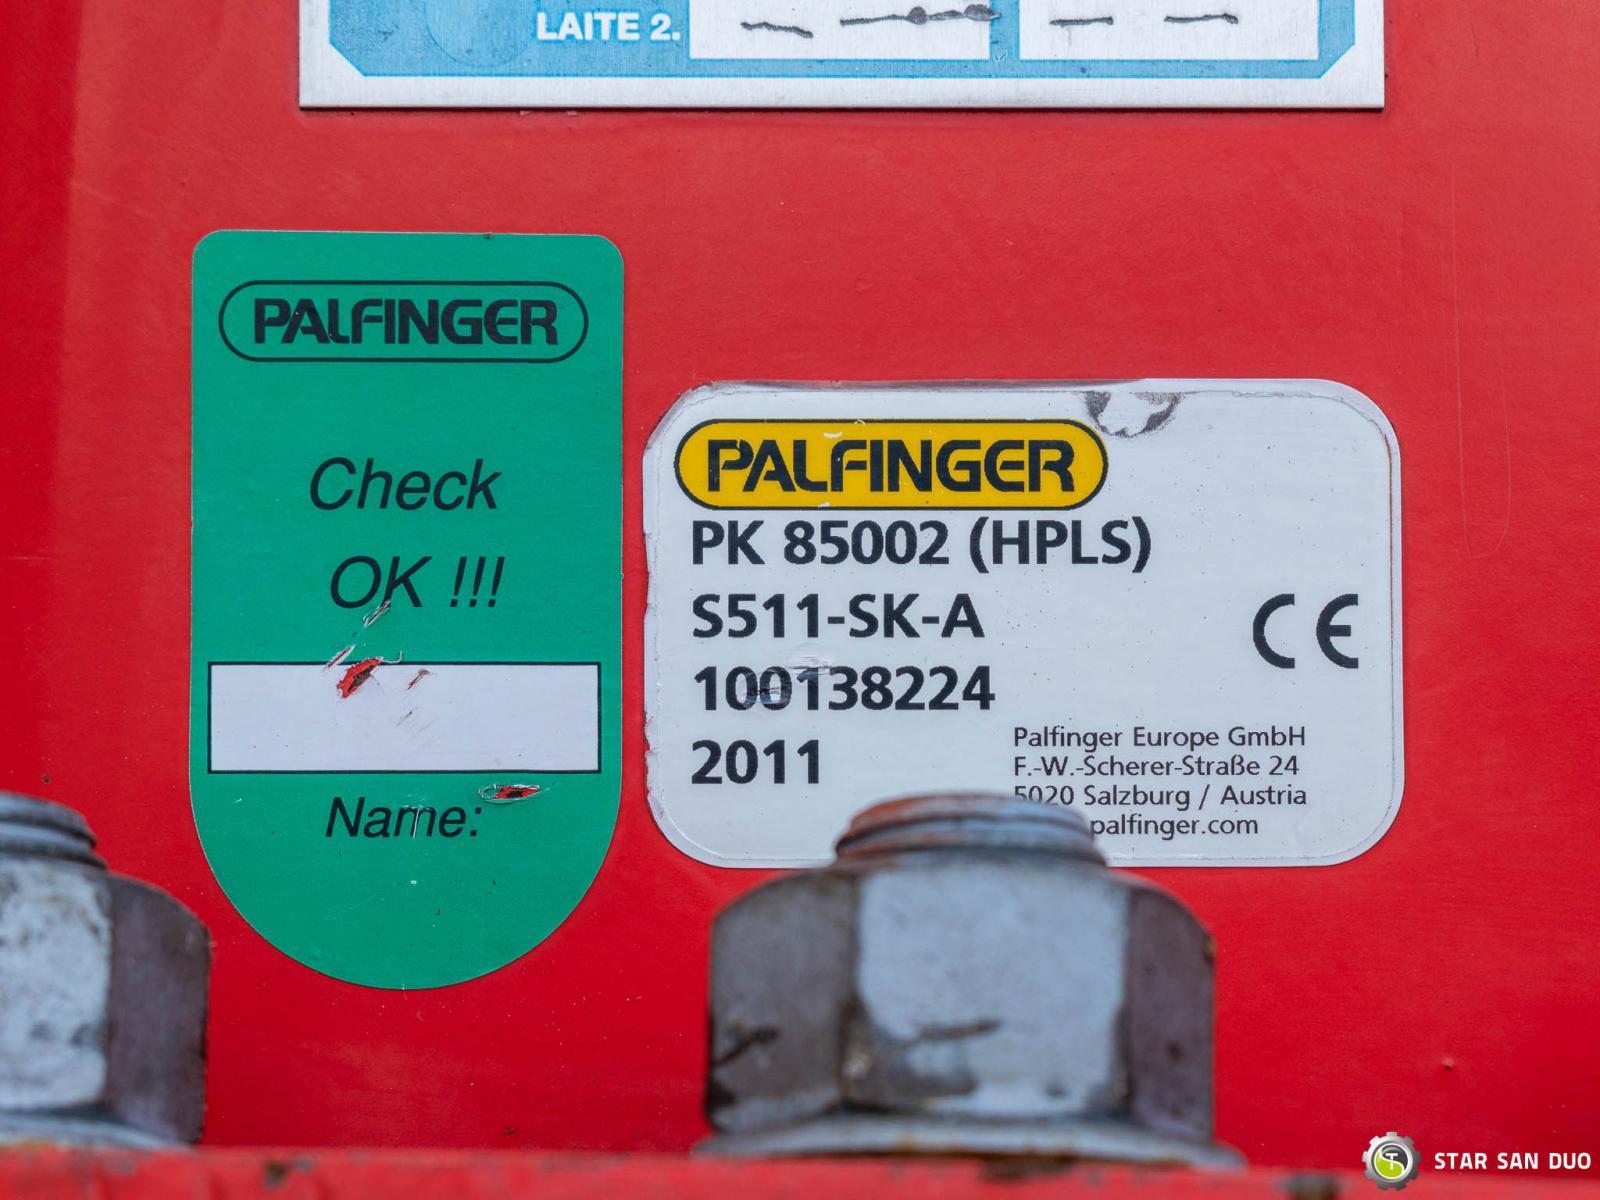 LAITE 2.
PALFINGER
Check
OK !!!
Name:
PALFINGER
PK 85002 (HPLS)
S511-SK-A
100138224
2011
CE
Palfinger Europe GmbH
F.-W.-Scherer-Straße 24
5020 Salzburg / Austria
palfinger.com
STAR SAN DUO